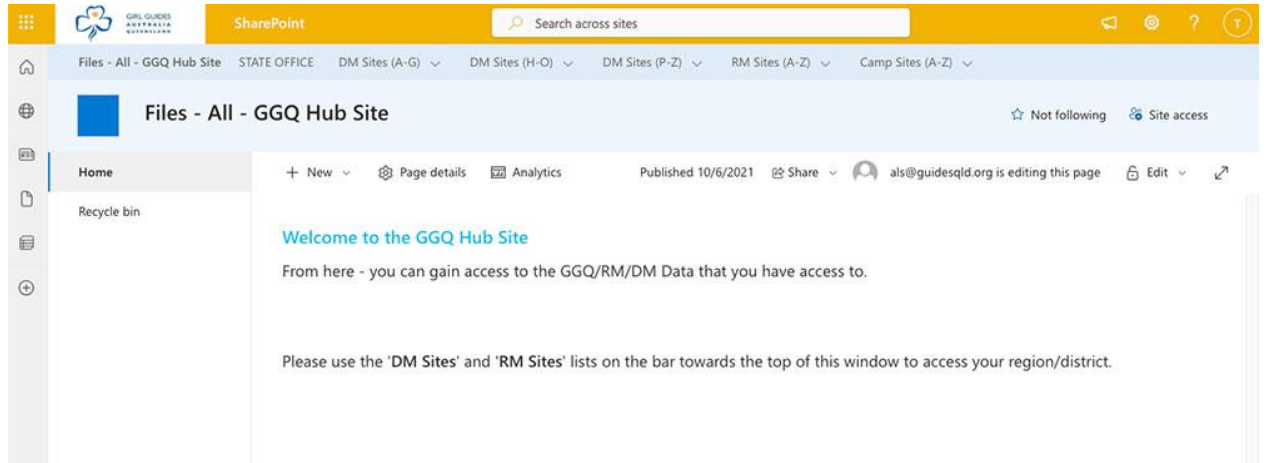 GIRL GUIDES
AUSTRALIA
QUEENSLAND
SharePoint
Search across sites
?
T
Files - All - GGQ Hub Site STATE OFFICE DM Sites (A-G) DM Sites (H-O) DM Sites (P-Z) RM Sites (A-Z) Camp Sites (A-Z)
Files - All - GGQ Hub Site
Not following Site access
Home
Recycle bin
+ New Page details Analytics Published 10/6/2021 Share als@guidesqld.org is editing this page Edit
Welcome to the GGQ Hub Site
From here - you can gain access to the GGQ/RM/DM Data that you have access to.
Please use the 'DM Sites' and 'RM Sites' lists on the bar towards the top of this window to access your region/district.